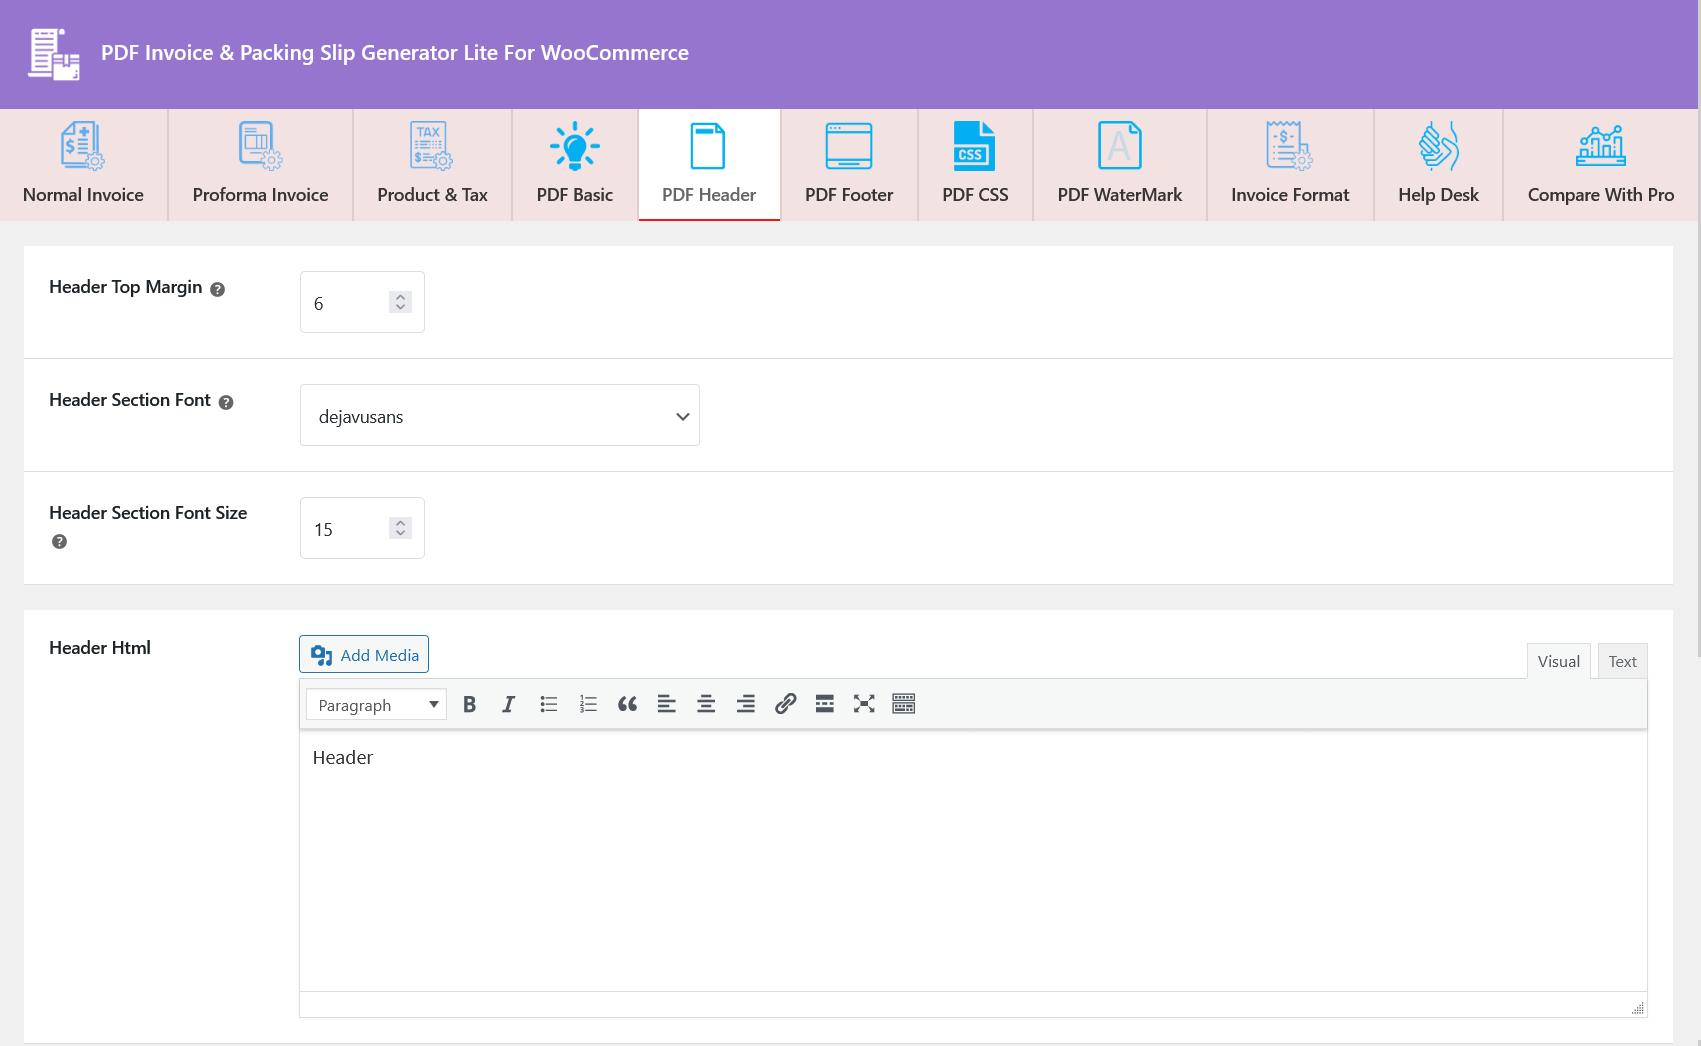 PDF Invoice & Packing Slip Generator Lite For WooCommerce
TAX
CSS
A
Normal Invoice
Proforma Invoice
Product & Tax
PDF Basic
PDF Header
PDF Footer
PDF CSS
PDF WaterMark
Invoice Format
Help Desk
Compare With Pro
Header Top Margin
6
Header Section Font
dejavusans
Header Section Font Size
15
Header Html
Add Media
Visual
Text
Paragraph
Header